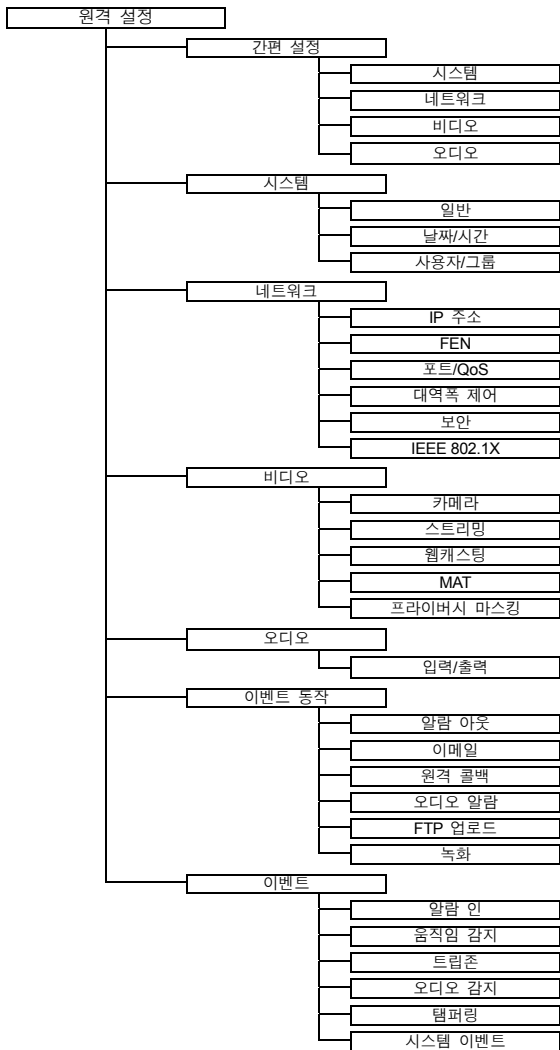 원격 설정
간편 설정
시스템
네트워크
비디오
오디오
시스템
일반
날짜/시간
사용자/그룹
네트워크
IP 주소
FEN
포트/QoS
대역폭 제어
보안
IEEE 802.1X
비디오
카메라
스트리밍
웹캐스팅
MAT
프라이버시 마스킹
오디오
입력/출력
이벤트 동작
알람 아웃
이메일
원격 콜백
오디오 알람
FTP 업로드
녹화
이벤트
알람 인
움직임 감지
트립존
오디오 감지
탬퍼링
시스템 이벤트